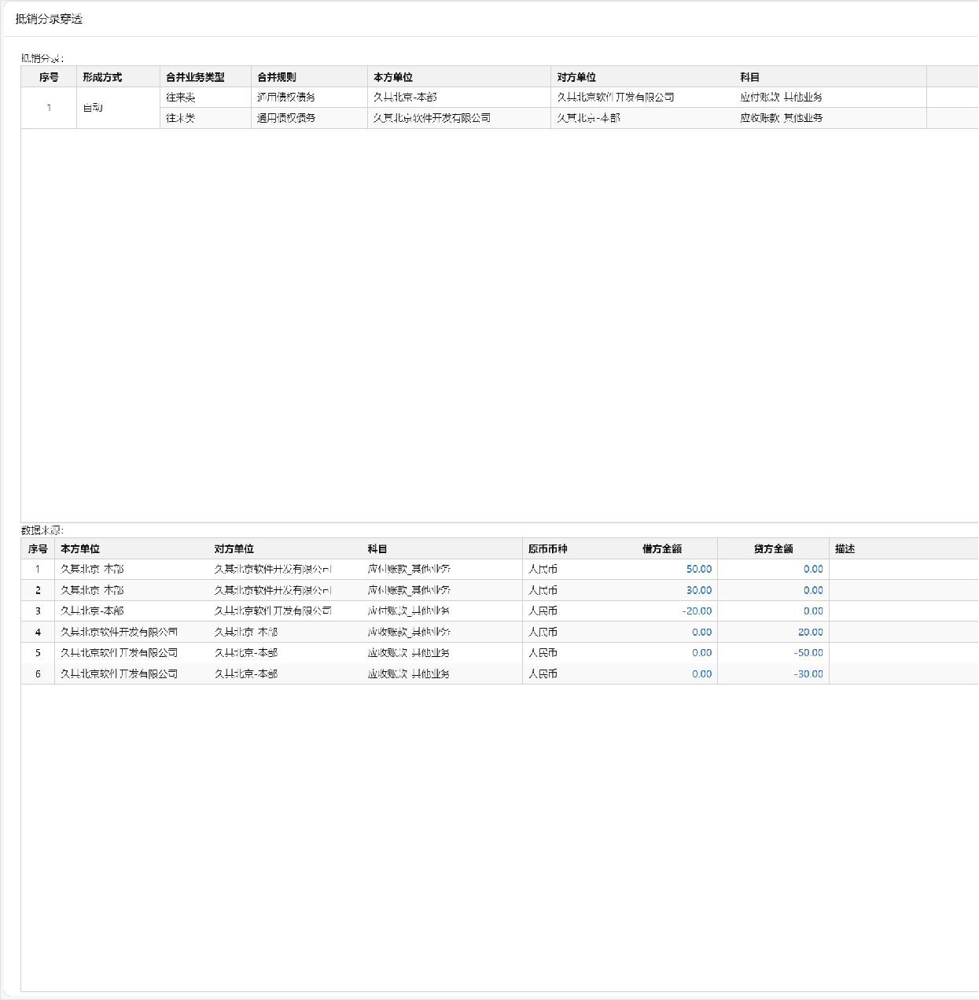 抵销分录穿透
抵销分录:
序号 形成方式 合并业务类型 合并规则 本方单位 对方单位 科目
1 自动 往来类 通用债权债务 久其北京-本部 久其北京软件开发有限公司 应付账款_其他业务
往来类 通用债权债务 久其北京软件开发有限公司 久其北京-本部 应收账款_其他业务
数据来源:
序号 本方单位 对方单位 科目 原币币种 借方金额 贷方金额 描述
1 久其北京-本部 久其北京软件开发有限公司 应付账款_其他业务 人民币 50.00 0.00
2 久其北京-本部 久其北京软件开发有限公司 应付账款_其他业务 人民币 30.00 0.00
3 久其北京-本部 久其北京软件开发有限公司 应付账款_其他业务 人民币 -20.00 0.00
4 久其北京软件开发有限公司 久其北京-本部 应收账款_其他业务 人民币 0.00 20.00
5 久其北京软件开发有限公司 久其北京-本部 应收账款_其他业务 人民币 0.00 -50.00
6 久其北京软件开发有限公司 久其北京-本部 应收账款_其他业务 人民币 0.00 -30.00